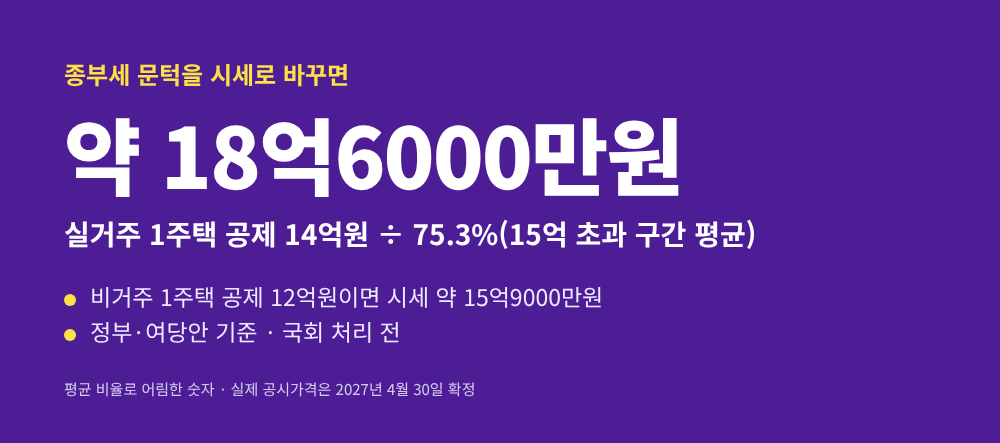 종부세 문턱을 시세로 바꾸면
약 18억6000만원
실거주 1주택 공제 14억원 ÷ 75.3%(15억 초과 구간 평균)
비거주 1주택 공제 12억원이면 시세 약 15억9000만원
정부·여당안 기준 · 국회 처리 전
평균 비율로 어림한 숫자 · 실제 공시가격은 2027년 4월 30일 확정